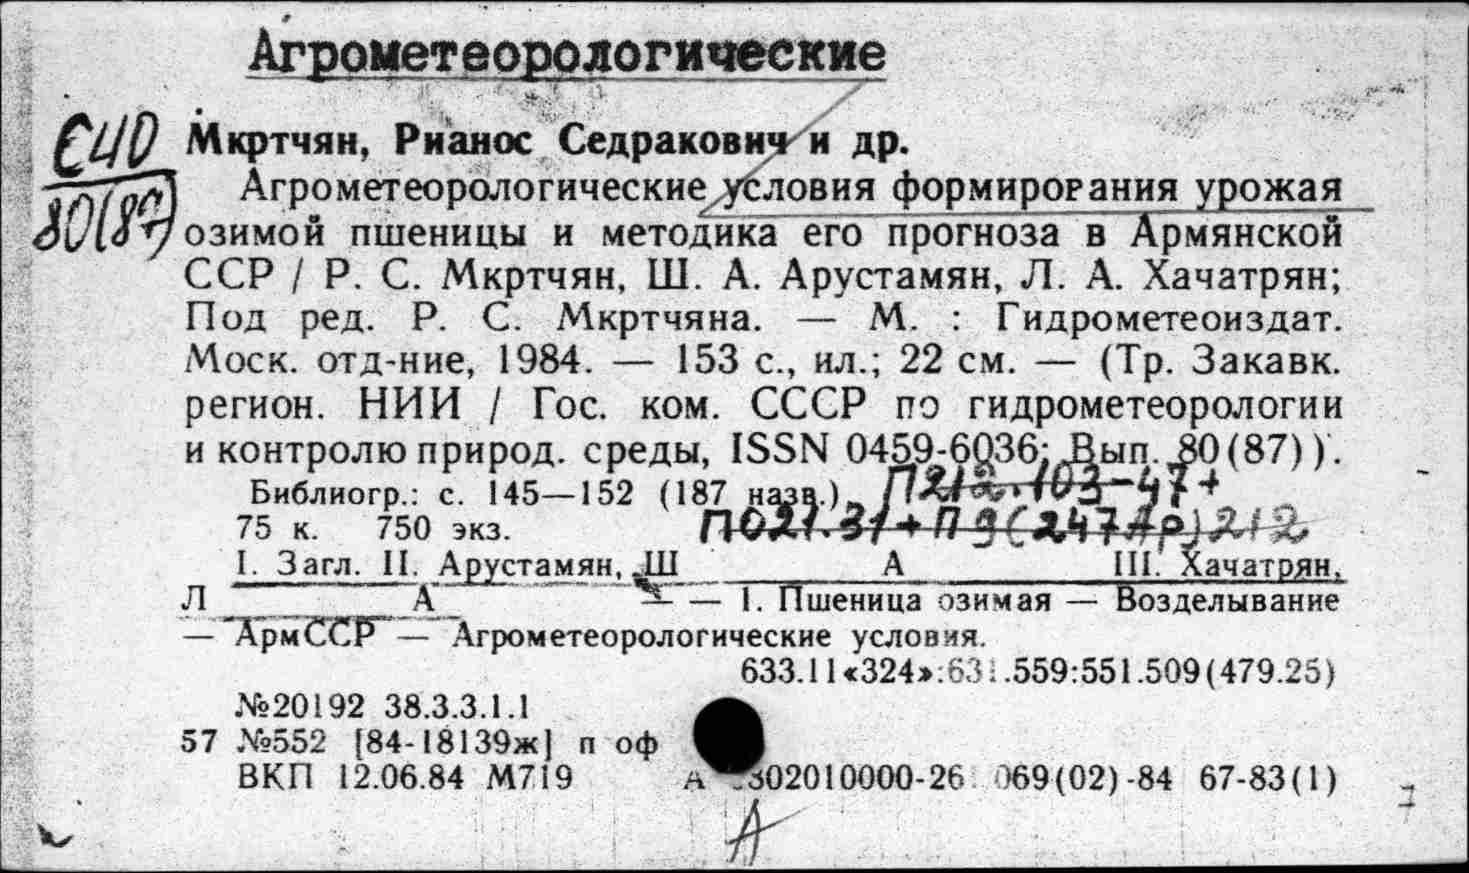 Агрометеорологические
Е40
80(87)
Мкртчян, Рианос Седракович и др.
Агрометеорологические условия формирования урожая
озимой пшеницы и методика его прогноза в Армянской
ССР / Р. С. Мкртчян, Ш. А. Арустамян, Л. А. Хачатрян;
Под ред. Р. С. Мкртчяна. — М. : Гидрометеоиздат.
Моск. отд-ние, 1984. — 153 с., ил.; 22 см. — (Тр. Закавк.
регион. НИИ / Гос. ком. СССР по гидрометеорологии
и контролю природ. среды, ISSN 0459-6036; Вып. 80(87)).
Библиогр.: с. 145—152 (187 назв.). П212.103-47+
75 к. 750 экз. П021.31+П9(247Ар)212
I. Загл. II. Арустамян, Ш А III. Хачатрян,
Л А — — 1. Пшеница озимая — Возделывание
— АрмССР — Агрометеорологические условия.
633.11«324»:631.559:551.509(479.25)
№20192 38.3.3.1.1
57 №552 [84-18139ж] п оф
ВКП 12.06.84 М719 А 302010000-26 069(02)-84 67-83(1)
А